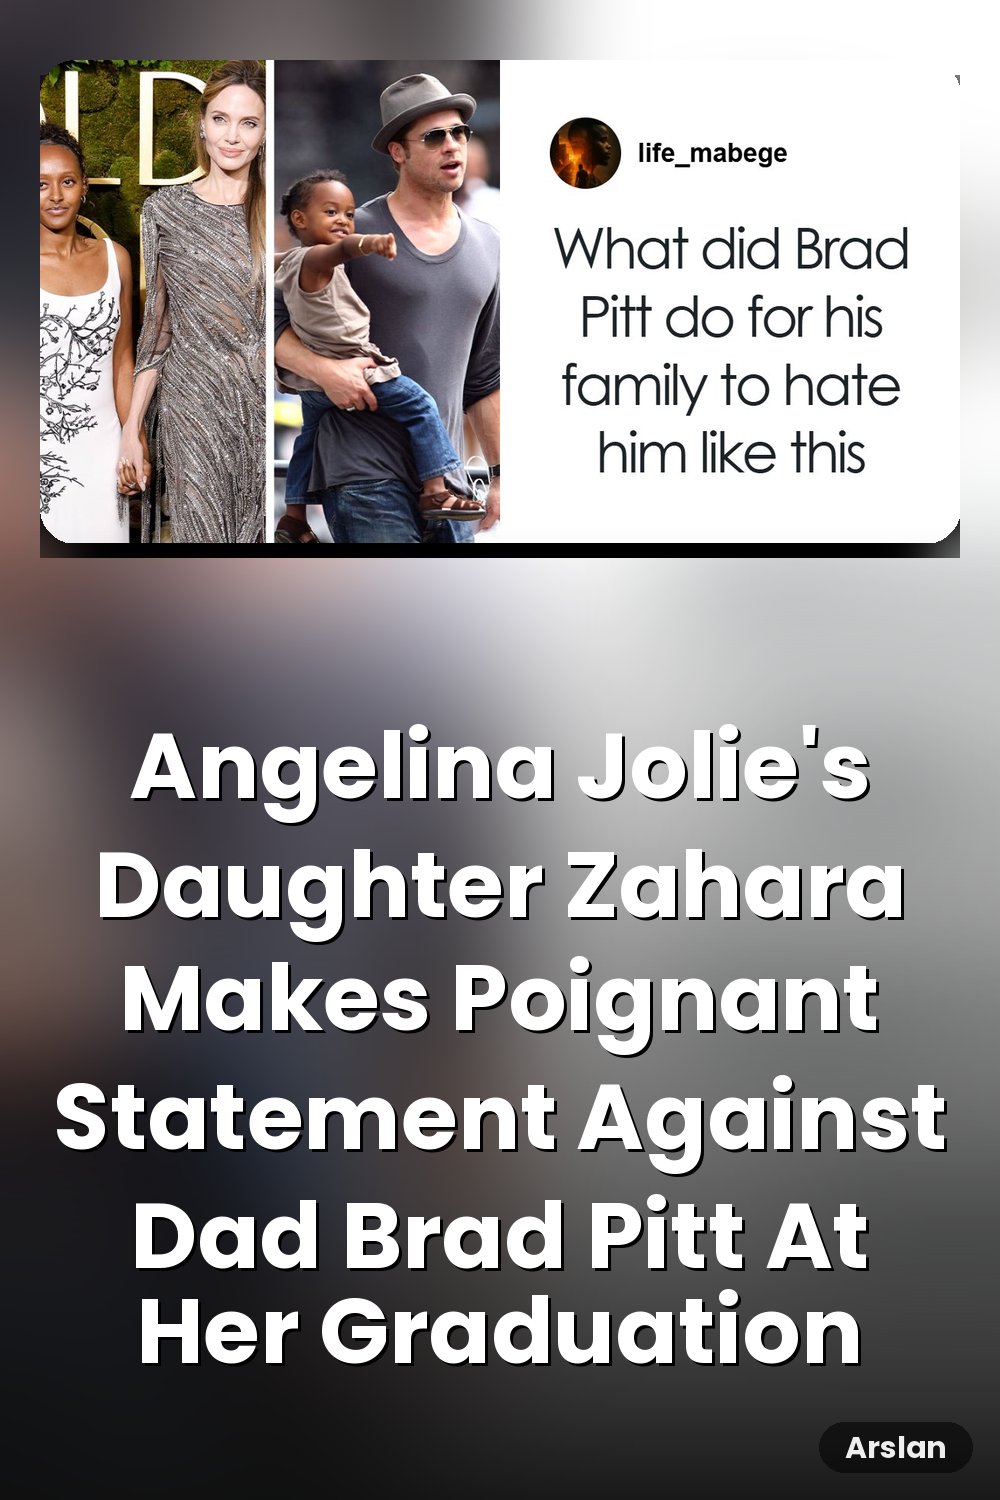 LD
life_mabege
What did Brad
Pitt do for his
family to hate
him like this
Angelina Jolie's
Daughter Zahara
Makes Poignant
Statement Against
Dad Brad Pitt At
Her Graduation
Arslan